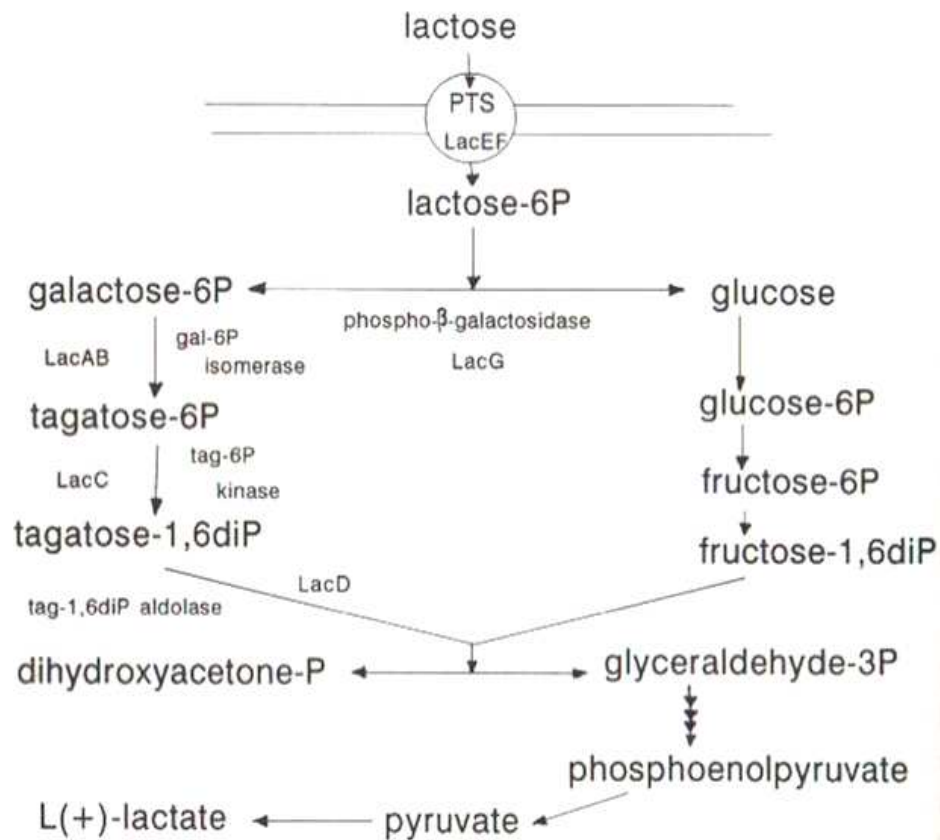 lactose
PTS
LacEF
lactose-6P
galactose-6P
glucose
phospho-β-galactosidase
LacG
LacAB
gal-6P
isomerase
tagatose-6P
glucose-6P
LacC
tag-6P
kinase
fructose-6P
tagatose-1,6diP
fructose-1,6diP
LacD
tag-1,6diP aldolase
dihydroxyacetone-P
glyceraldehyde-3P
phosphoenolpyruvate
L(+)-lactate
pyruvate